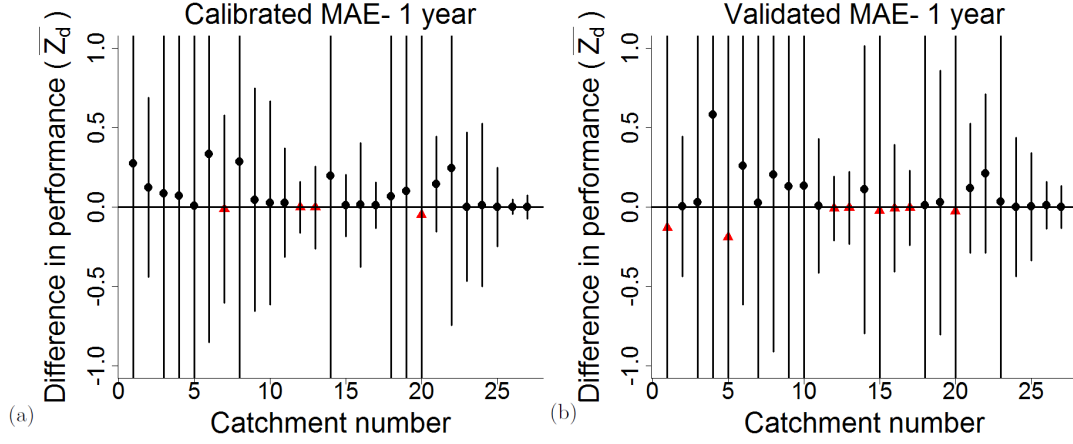 Calibrated MAE- 1 year
Difference in performance ( Z̅d )
1.0
0.5
0.0
-0.5
-1.0
0 5 10 15 20 25
Catchment number
(a)
Validated MAE- 1 year
Difference in performance ( Z̅d )
1.0
0.5
0.0
-0.5
-1.0
0 5 10 15 20 25
Catchment number
(b)